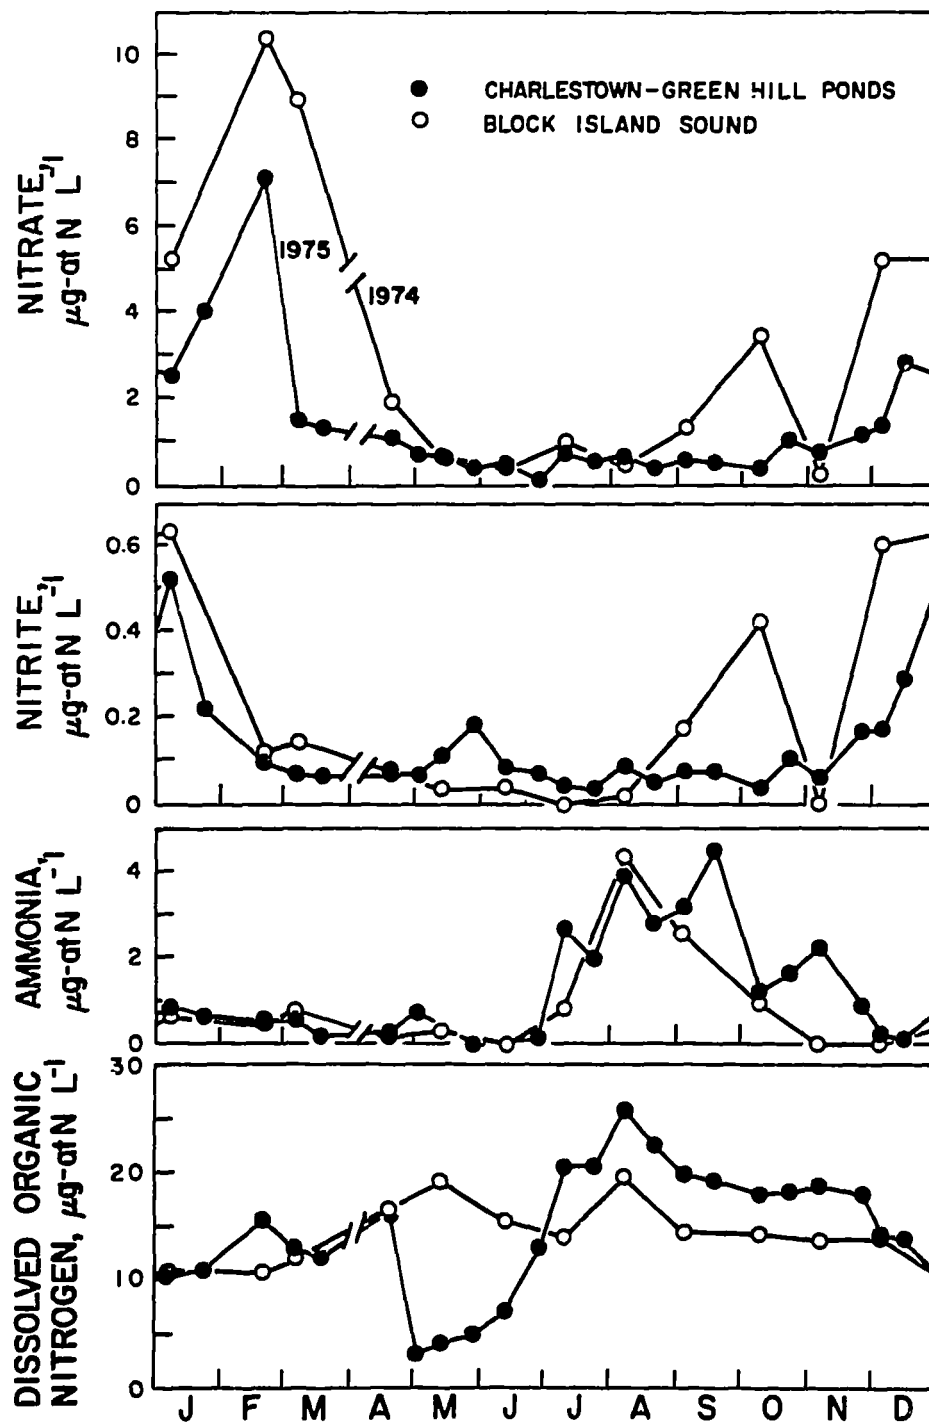 10
8
6
4
2
0
NITRATE,
µg-at N L⁻¹
● CHARLESTOWN-GREEN HILL PONDS
○ BLOCK ISLAND SOUND
1975
1974
0.6
0.4
0.2
0
NITRITE,
µg-at N L⁻¹
4
2
0
AMMONIA,
µg-at N L⁻¹
30
20
10
0
DISSOLVED ORGANIC
NITROGEN, µg-at N L⁻¹
J F M A M J J A S O N D